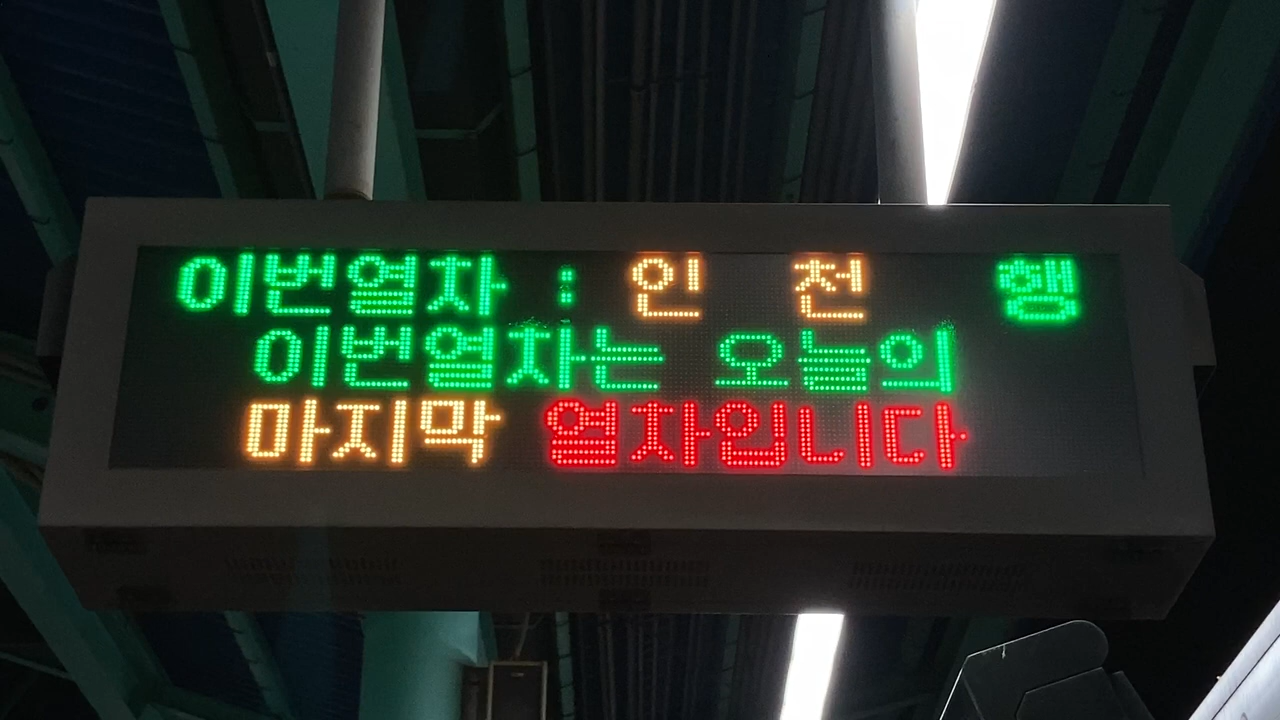 이번열차 : 인 천 행
이번열차는 오늘의
마지막 열차입니다